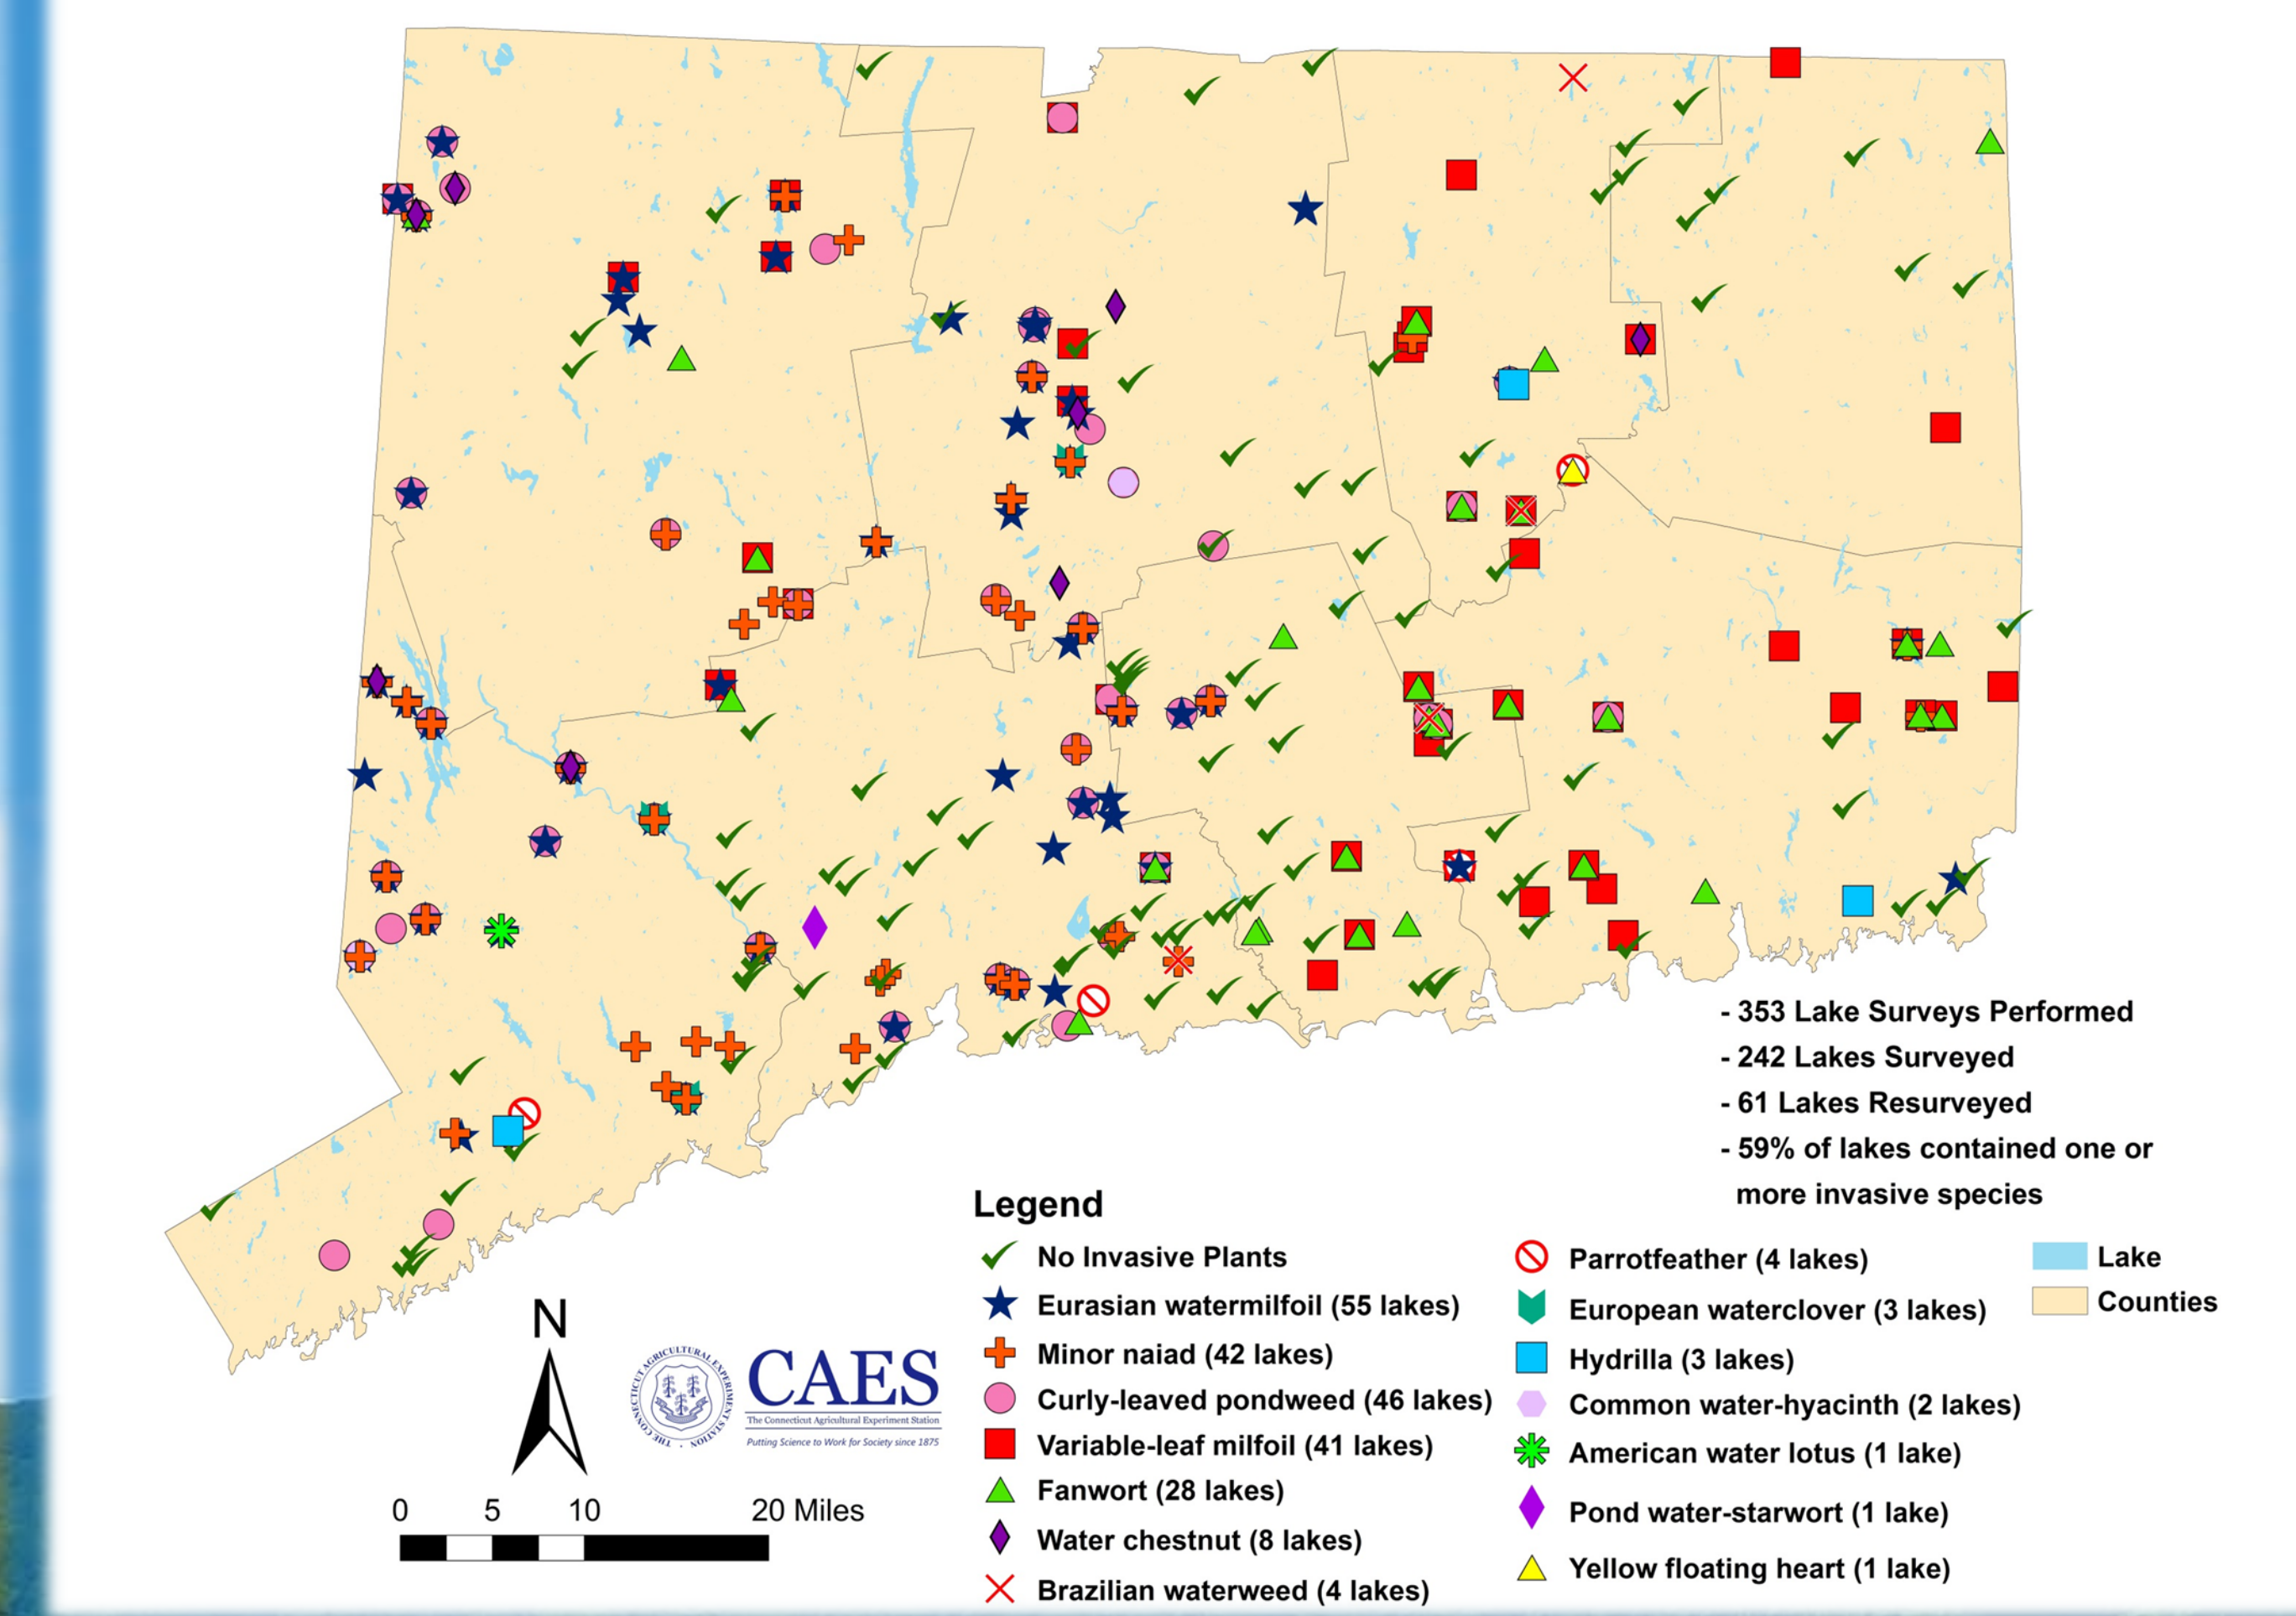 - 353 Lake Surveys Performed
- 242 Lakes Surveyed
- 61 Lakes Resurveyed
- 59% of lakes contained one or
more invasive species
Legend
No Invasive Plants
Eurasian watermilfoil (55 lakes)
Minor naiad (42 lakes)
Curly-leaved pondweed (46 lakes)
Variable-leaf milfoil (41 lakes)
Fanwort (28 lakes)
Water chestnut (8 lakes)
Brazilian waterweed (4 lakes)
Parrotfeather (4 lakes)
European waterclover (3 lakes)
Hydrilla (3 lakes)
Common water-hyacinth (2 lakes)
American water lotus (1 lake)
Pond water-starwort (1 lake)
Yellow floating heart (1 lake)
Lake
Counties
N
THE CONNECTICUT AGRICULTURAL EXPERIMENT STATION
CAES
The Connecticut Agricultural Experiment Station
Putting Science to Work for Society since 1875
0 5 10 20 Miles